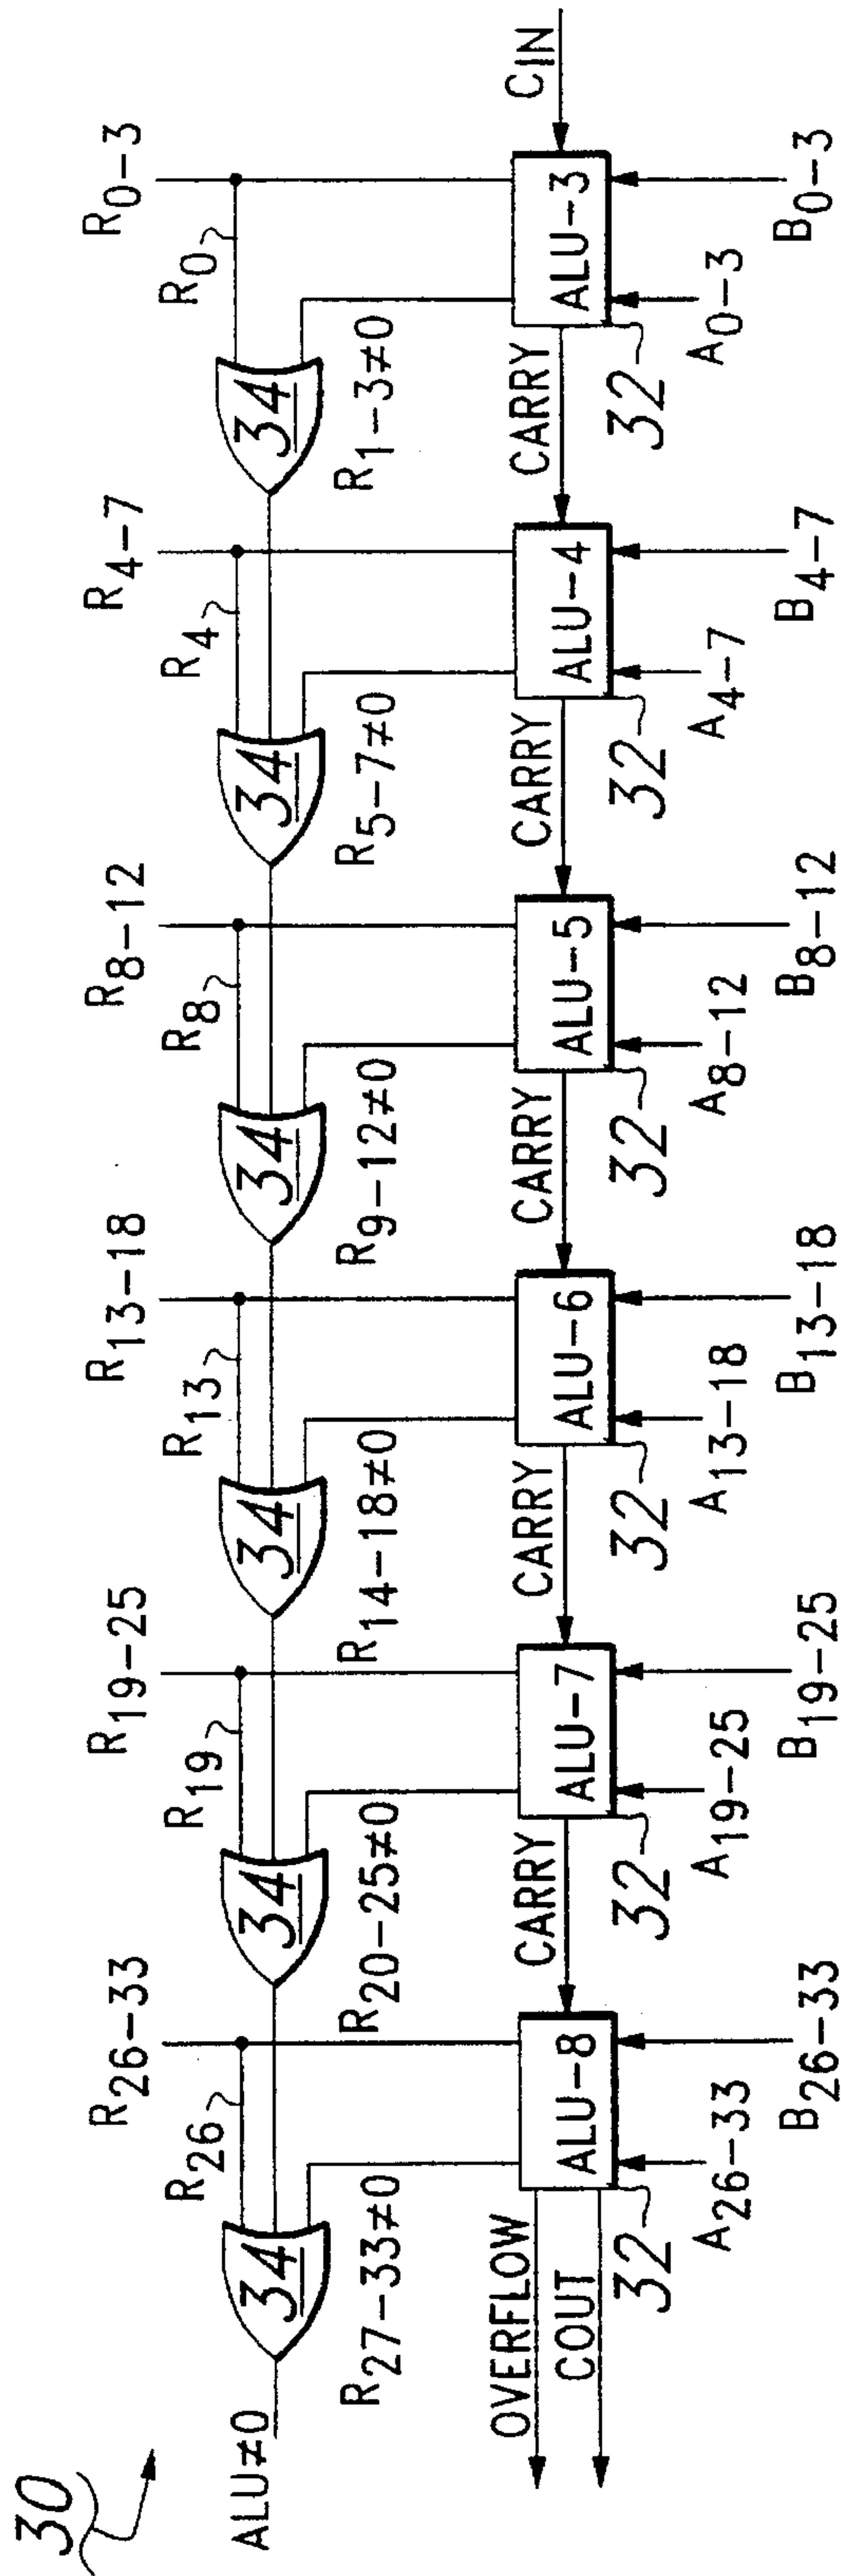 30
ALU≠0
R26−33
R19−25
R13−18
R8−12
R4−7
R0−3
R26
R19
R13
R8
R4
R0
34
34
34
34
34
34
R27−33≠0
R20−25≠0
R14−18≠0
R9−12≠0
R5−7≠0
R1−3≠0
OVERFLOW
COUT
CARRY
CARRY
CARRY
CARRY
CARRY
CIN
ALU−8
ALU−7
ALU−6
ALU−5
ALU−4
ALU−3
32
32
32
32
32
32
A26−33
A19−25
A13−18
A8−12
A4−7
A0−3
B26−33
B19−25
B13−18
B8−12
B4−7
B0−3